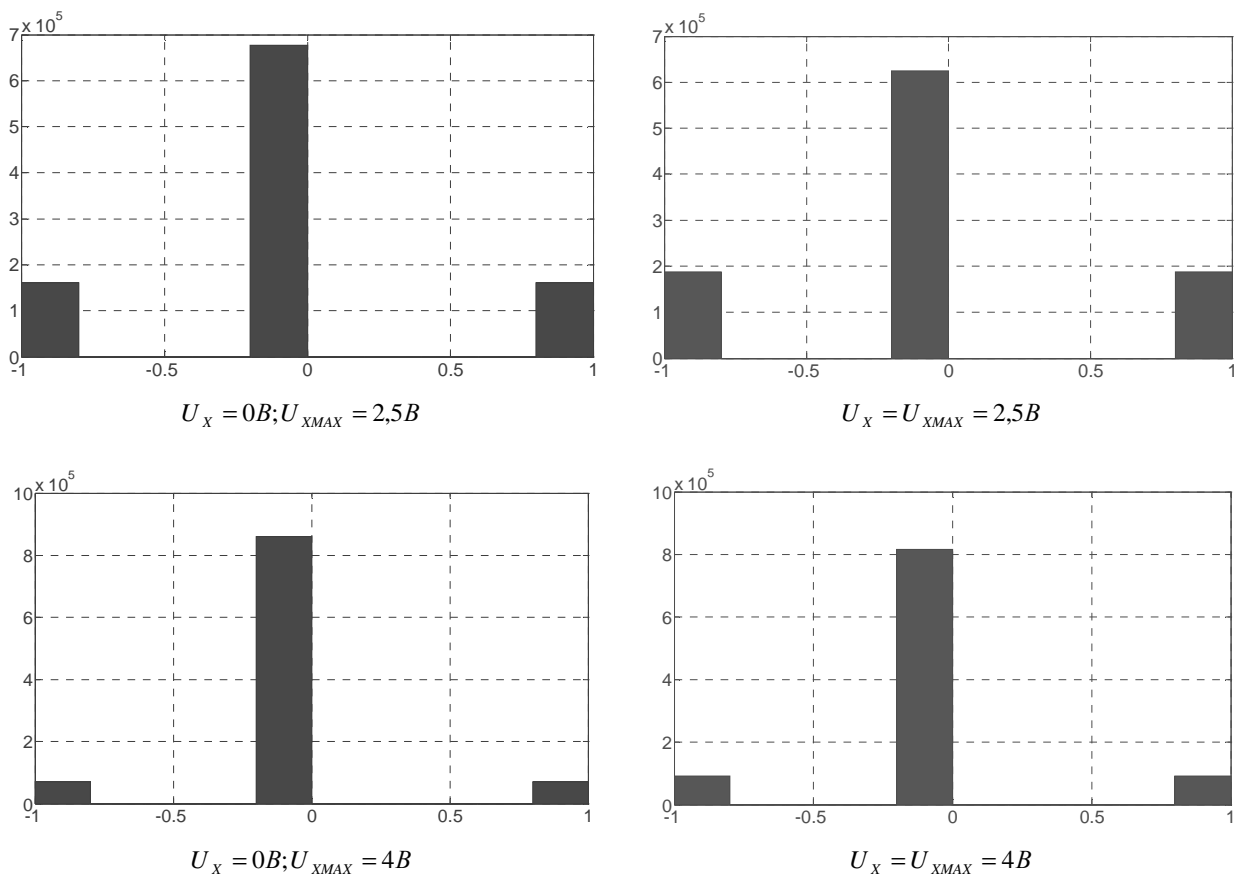 7 x 10^5
6
5
4
3
2
1
0
-1 -0.5 0 0.5 1
U_X = 0B; U_XMAX = 2,5B
7 x 10^5
6
5
4
3
2
1
0
-1 -0.5 0 0.5 1
U_X = U_XMAX = 2,5B
10 x 10^5
8
6
4
2
0
-1 -0.5 0 0.5 1
U_X = 0B; U_XMAX = 4B
10 x 10^5
8
6
4
2
0
-1 -0.5 0 0.5 1
U_X = U_XMAX = 4B